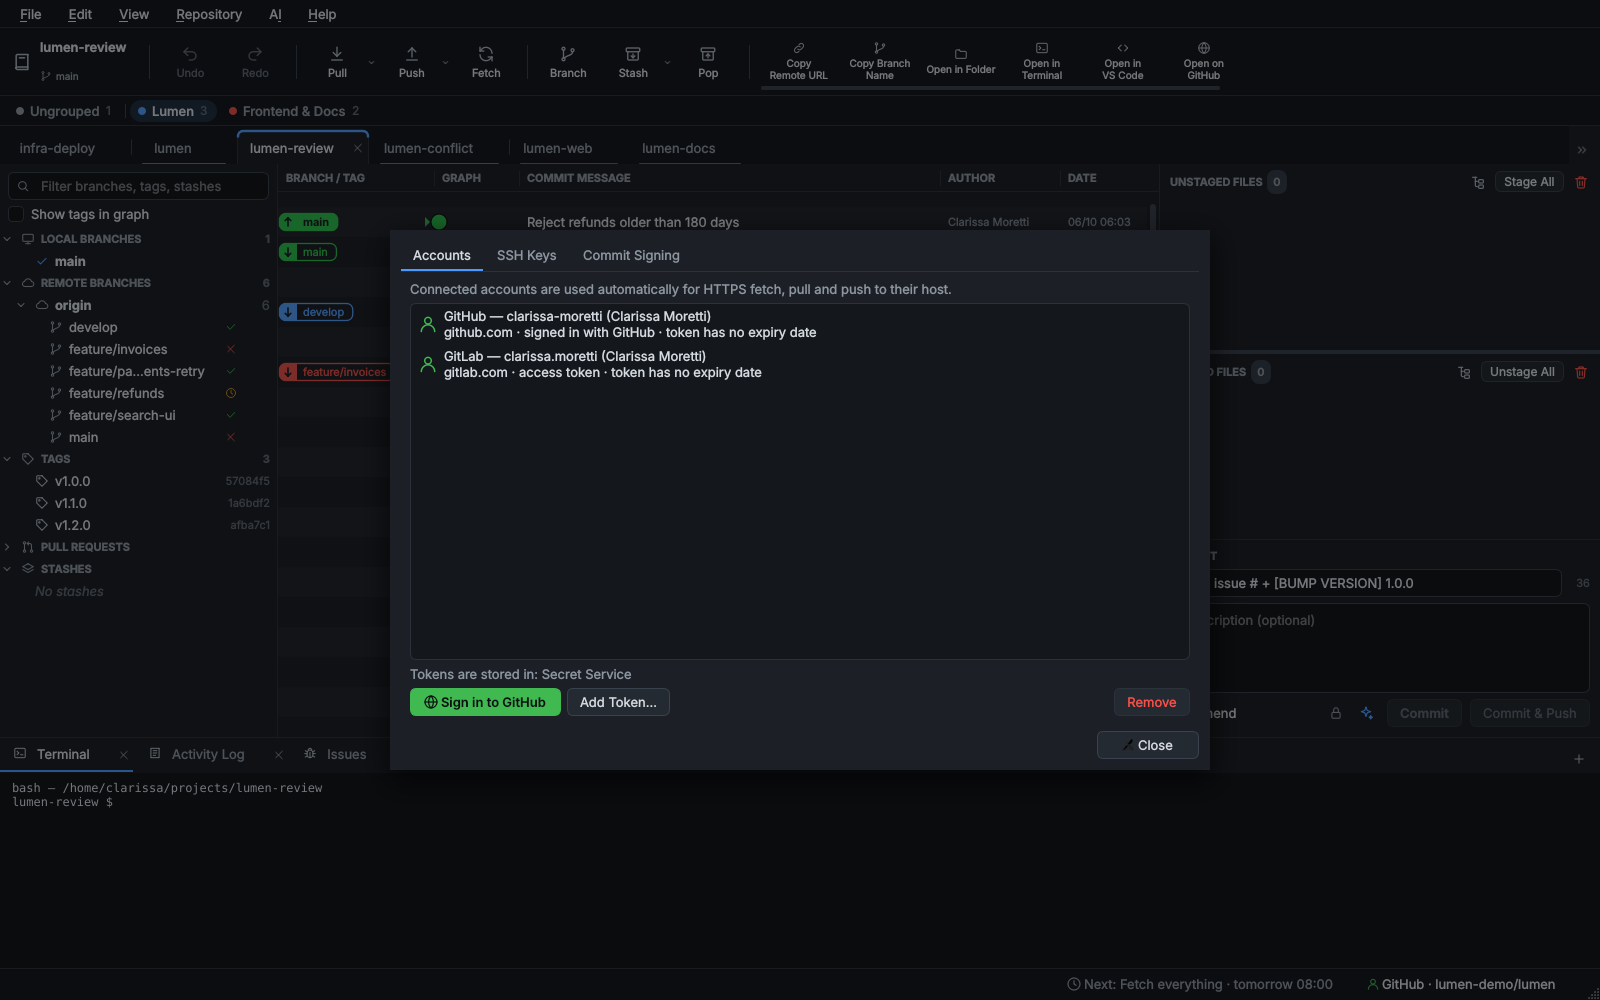 File Edit View Repository AI Help
lumen-review
main
Undo Redo Pull Push Fetch Branch Stash Pop
Copy Remote URL
Copy Branch Name
Open in Folder
Open in Terminal
Open in VS Code
Open on GitHub
Ungrouped 1 Lumen 3 Frontend & Docs 2
infra-deploy lumen lumen-review lumen-conflict lumen-web lumen-docs
Filter branches, tags, stashes
Show tags in graph
LOCAL BRANCHES 1
main
REMOTE BRANCHES 6
origin 6
develop
feature/invoices
feature/pa...ents-retry
feature/refunds
feature/search-ui
main
TAGS 3
v1.0.0 57084f5
v1.1.0 1a6bdf2
v1.2.0 afba7c1
PULL REQUESTS
STASHES
No stashes
BRANCH / TAG GRAPH COMMIT MESSAGE AUTHOR DATE
main Reject refunds older than 180 days Clarissa Moretti 06/10 06:03
main
develop
feature/invoices
Accounts SSH Keys Commit Signing
Connected accounts are used automatically for HTTPS fetch, pull and push to their host.
GitHub — clarissa-moretti (Clarissa Moretti)
github.com · signed in with GitHub · token has no expiry date
GitLab — clarissa.moretti (Clarissa Moretti)
gitlab.com · access token · token has no expiry date
Tokens are stored in: Secret Service
Sign in to GitHub Add Token... Remove
Close
UNSTAGED FILES 0 Stage All
FILES 0 Unstage All
issue # + [BUMP VERSION] 1.0.0 36
(optional)
Commit Commit & Push
Terminal Activity Log Issues
bash — /home/clarissa/projects/lumen-review
lumen-review $
Next: Fetch everything · tomorrow 08:00 GitHub · lumen-demo/lumen